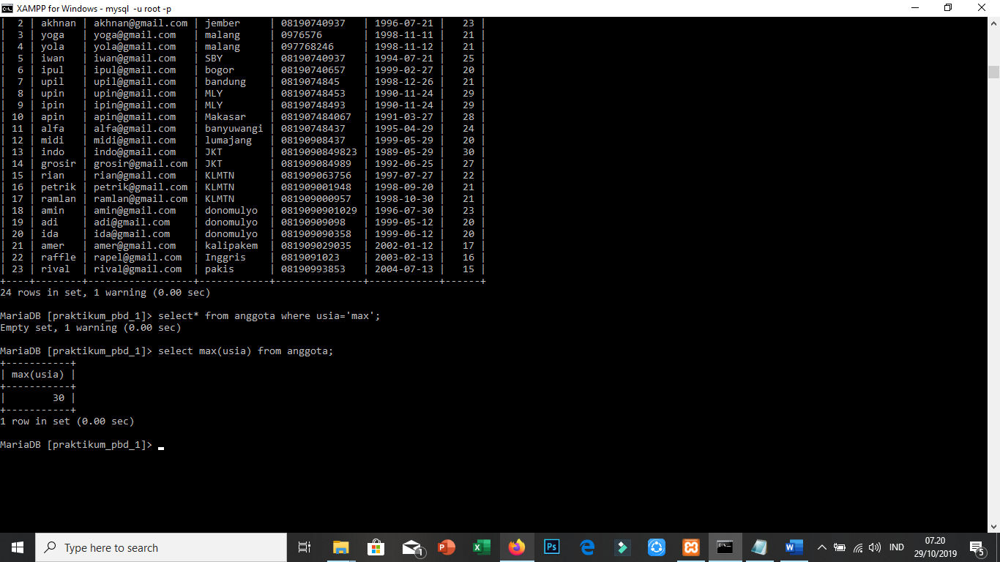 XAMPP for Windows - mysql  -u root -p
|  2 | akhnan | akhnan@gmail.com | jember     | 08190740937   | 1996-07-21 |   23 |
|  3 | yoga   | yoga@gmail.com   | malang     | 0976576       | 1998-11-11 |   21 |
|  4 | yola   | yola@gmail.com   | malang     | 097768246     | 1998-11-12 |   21 |
|  5 | iwan   | iwan@gmail.com   | SBY        | 08190740937   | 1994-07-21 |   25 |
|  6 | ipul   | ipul@gmail.com   | bogor      | 08190740657   | 1999-02-27 |   20 |
|  7 | upil   | upil@gmail.com   | bandung    | 0819074845    | 1998-12-26 |   21 |
|  8 | upin   | upin@gmail.com   | MLY        | 08190748453   | 1990-11-24 |   29 |
|  9 | ipin   | ipin@gmail.com   | MLY        | 08190748493   | 1990-11-24 |   29 |
| 10 | apin   | apin@gmail.com   | Makasar    | 081907484067  | 1991-03-27 |   28 |
| 11 | alfa   | alfa@gmail.com   | banyuwangi | 08190748437   | 1995-04-29 |   24 |
| 12 | midi   | midi@gmail.com   | lumajang   | 08190908437   | 1999-05-29 |   20 |
| 13 | indo   | indo@gmail.com   | JKT        | 0819090849823 | 1989-05-29 |   30 |
| 14 | grosir | grosir@gmail.com | JKT        | 081909084989  | 1992-06-25 |   27 |
| 15 | rian   | rian@gmail.com   | KLMTN      | 081909063756  | 1997-07-27 |   22 |
| 16 | petrik | petrik@gmail.com | KLMTN      | 081909001948  | 1998-09-20 |   21 |
| 17 | ramlan | ramlan@gmail.com | KLMTN      | 081909000957  | 1998-10-30 |   21 |
| 18 | amin   | amin@gmail.com   | donomulyo  | 0819090901029 | 1996-07-30 |   23 |
| 19 | adi    | adi@gmail.com    | donomulyo  | 0819090​9098   | 1999-05-12 |   20 |
| 20 | ida    | ida@gmail.com    | donomulyo  | 081909090358  | 1999-06-12 |   20 |
| 21 | amer   | amer@gmail.com   | kalipakem  | 081909029035  | 2002-01-12 |   17 |
| 22 | raffle | rapel@gmail.com  | Inggris    | 0819091023    | 2003-02-13 |   16 |
| 23 | rival  | rival@gmail.com  | pakis      | 08190993853   | 2004-07-13 |   15 |
+----+--------+------------------+------------+---------------+------------+------+
24 rows in set, 1 warning (0.00 sec)
MariaDB [praktikum_pbd_1]> select* from anggota where usia='max';
Empty set, 1 warning (0.00 sec)
MariaDB [praktikum_pbd_1]> select max(usia) from anggota;
+-----------+
| max(usia) |
+-----------+
|        30 |
+-----------+
1 row in set (0.00 sec)
MariaDB [praktikum_pbd_1]>
Type here to search
1
P
X
Ps
W
IND
07.20
29/10/2019
5